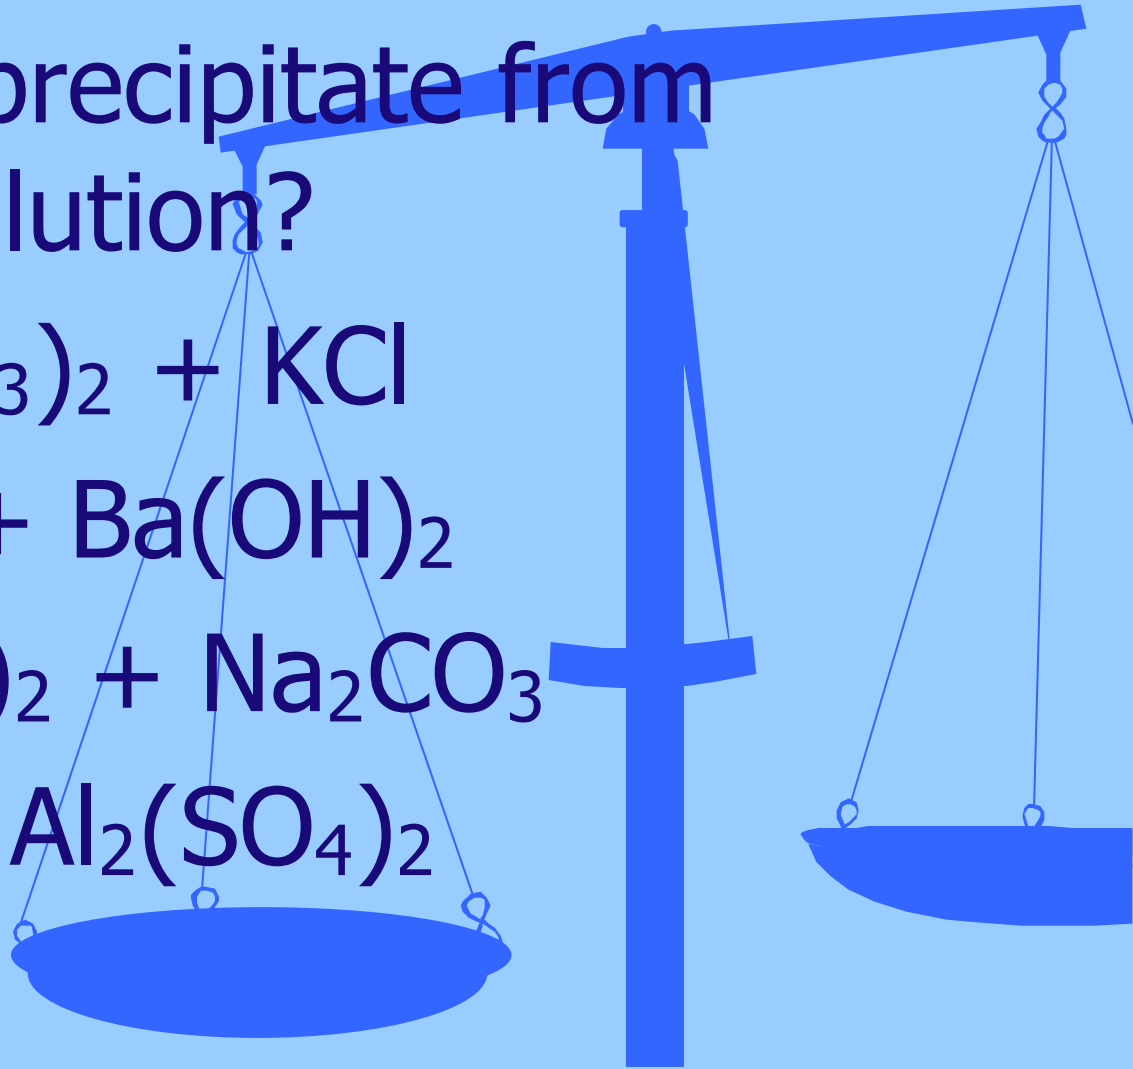 precipitate from
lution?
₃)₂ + KCl
+ Ba(OH)₂
)₂ + Na₂CO₃
Al₂(SO₄)₂